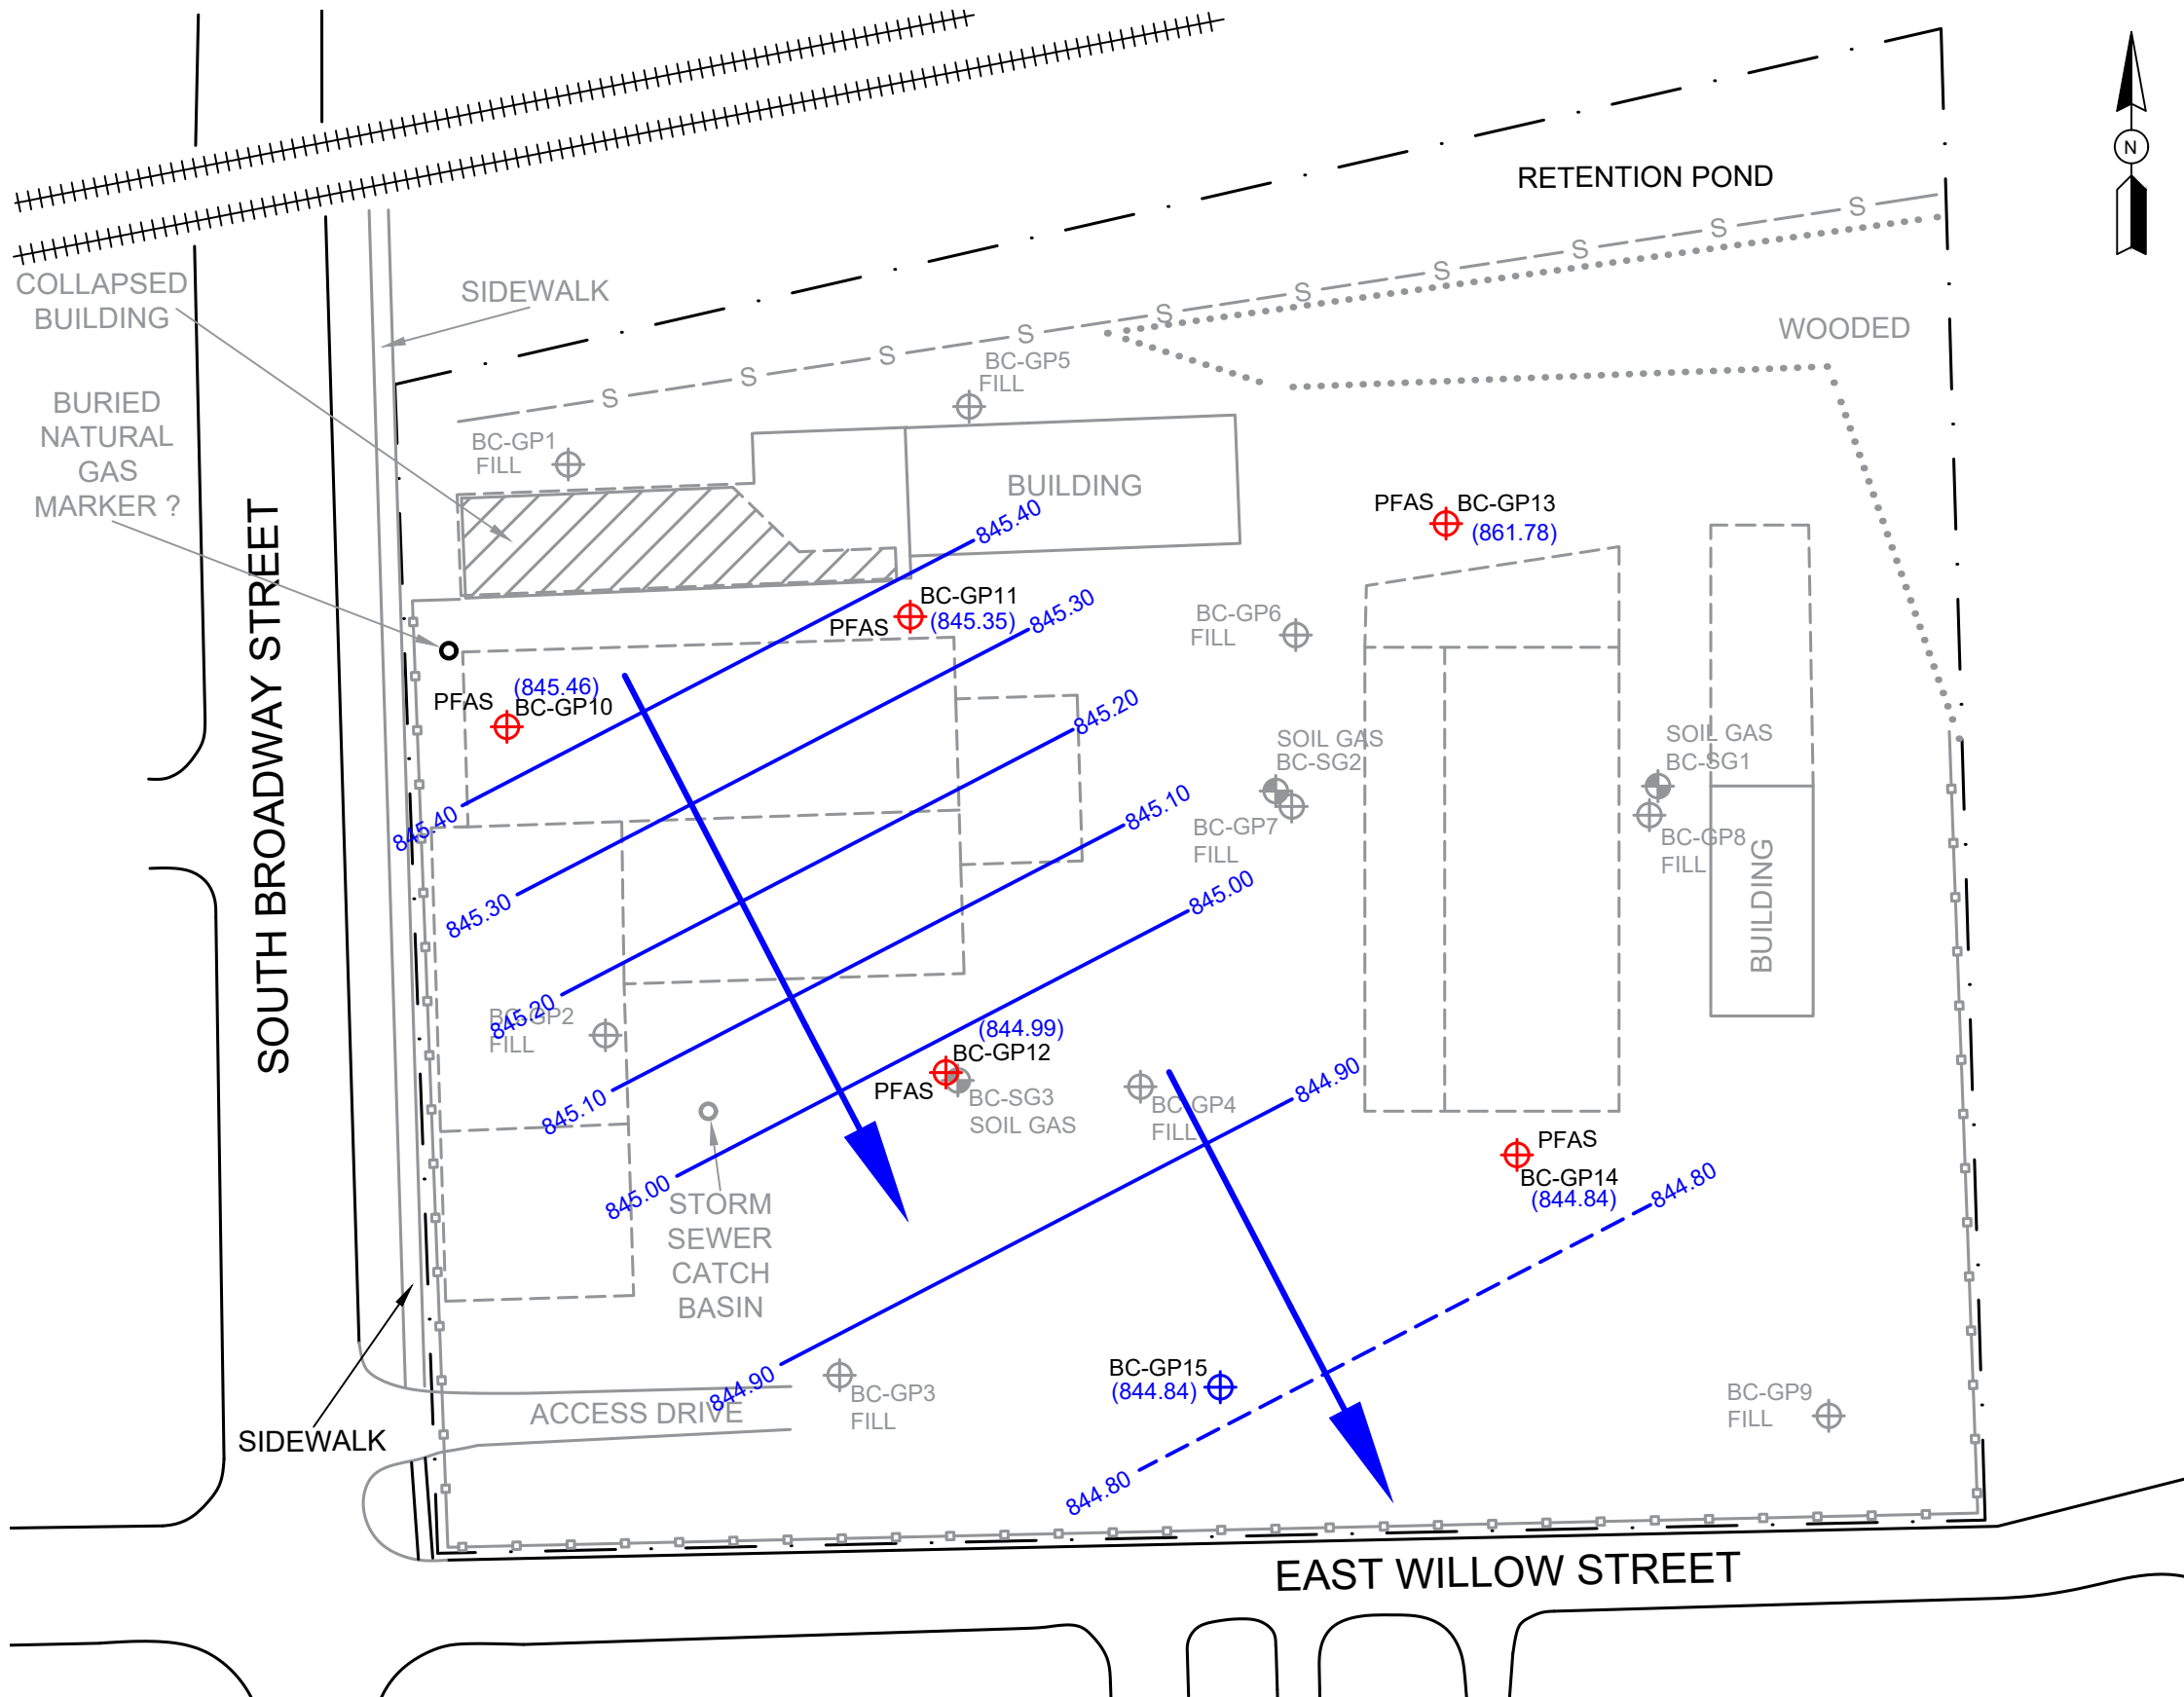 RETENTION POND
N
S S S S S S S S S S
COLLAPSED
BUILDING
SIDEWALK
WOODED
BURIED
NATURAL
GAS
MARKER ?
BC-GP5
FILL
BC-GP1
FILL
BUILDING
845.40
PFAS BC-GP13
(861.78)
BC-GP11
(845.35)
PFAS
845.30
BC-GP6
FILL
(845.46)
PFAS BC-GP10
845.20
SOIL GAS
BC-SG2
SOIL GAS
BC-SG1
845.10
845.40
BC-GP7
FILL
BC-GP8
FILL
845.00
845.30
BUILDING
SOUTH BROADWAY STREET
845.20
BC-GP2
FILL
(844.99)
BC-GP12
PFAS
BC-SG3
SOIL GAS
845.10
BC-GP4
FILL
844.90
PFAS
BC-GP14
(844.84)
844.80
845.00
STORM
SEWER
CATCH
BASIN
BC-GP15
(844.84)
844.90
BC-GP3
FILL
BC-GP9
FILL
ACCESS DRIVE
SIDEWALK
844.80
EAST WILLOW STREET